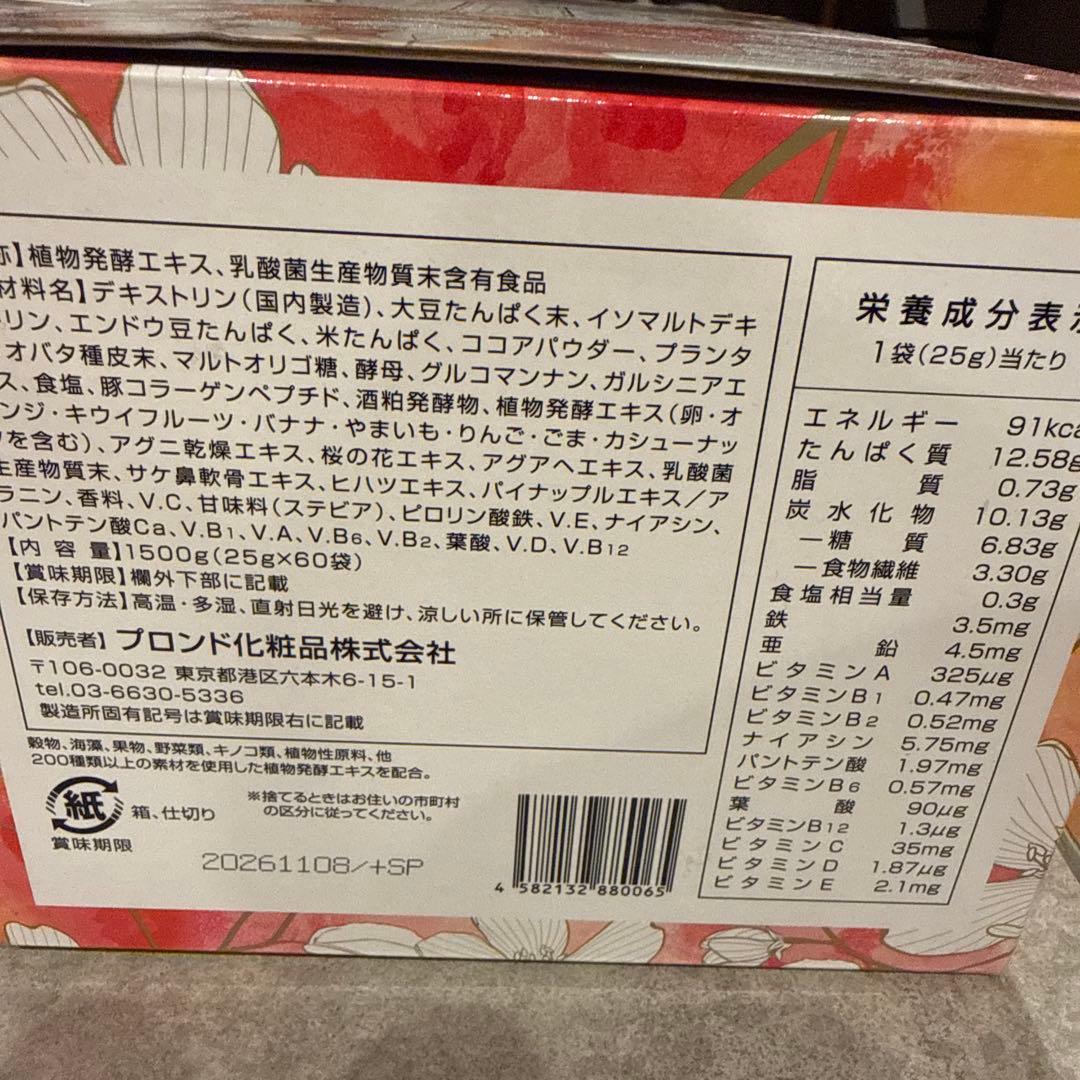 称】植物発酵エキス、乳酸菌生産物質末含有食品
材料名】デキストリン(国内製造)、大豆たんぱく末、イソマルトデキ
リン、エンドウ豆たんぱく、米たんぱく、ココアパウダー、プランタ
オバタ種皮末、マルトオリゴ糖、酵母、グルコマンナン、ガルシニアエ
ス、食塩、豚コラーゲンペプチド、酒粕発酵物、植物発酵エキス(卵・オ
ンジ・キウイフルーツ・バナナ・やまいも・りんご・ごま・カシューナッ
を含む)、アグニ乾燥エキス、桜の花エキス、アグアヘエキス、乳酸菌
生産物質末、サケ鼻軟骨エキス、ヒハツエキス、パイナップルエキス/ア
ラニン、香料、V.C、甘味料(ステビア)、ピロリン酸鉄、V.E、ナイアシン、
パントテン酸Ca、V.B1、V.A、V.B6、V.B2、葉酸、V.D、V.B12
【内 容 量】1500g(25g×60袋)
【賞味期限】欄外下部に記載
【保存方法】高温・多湿、直射日光を避け、涼しい所に保管してください。
【販売者】ブロンド化粧品株式会社
〒106-0032 東京都港区六本木6-15-1
tel.03-6630-5336
製造所固有記号は賞味期限右に記載
穀物、海藻、果物、野菜類、キノコ類、植物性原料、他
200種類以上の素材を使用した植物発酵エキスを配合。
紙
箱、仕切り
※捨てるときはお住いの市町村
の区分に従ってください。
賞味期限
20261108/+SP
4 582132 880065
栄養成分表示
1袋(25g)当たり
エネルギー 91kca
たんぱく質 12.58g
脂 質 0.73g
炭水化物 10.13g
ー糖 質 6.83g
ー食物繊維 3.30g
食塩相当量 0.3g
鉄 3.5mg
亜 鉛 4.5mg
ビタミンA 325μg
ビタミンB1 0.47mg
ビタミンB2 0.52mg
ナイアシン 5.75mg
パントテン酸 1.97mg
ビタミンB6 0.57mg
葉 酸 90μg
ビタミンB12 1.3μg
ビタミンC 35mg
ビタミンD 1.87μg
ビタミンE 2.1mg